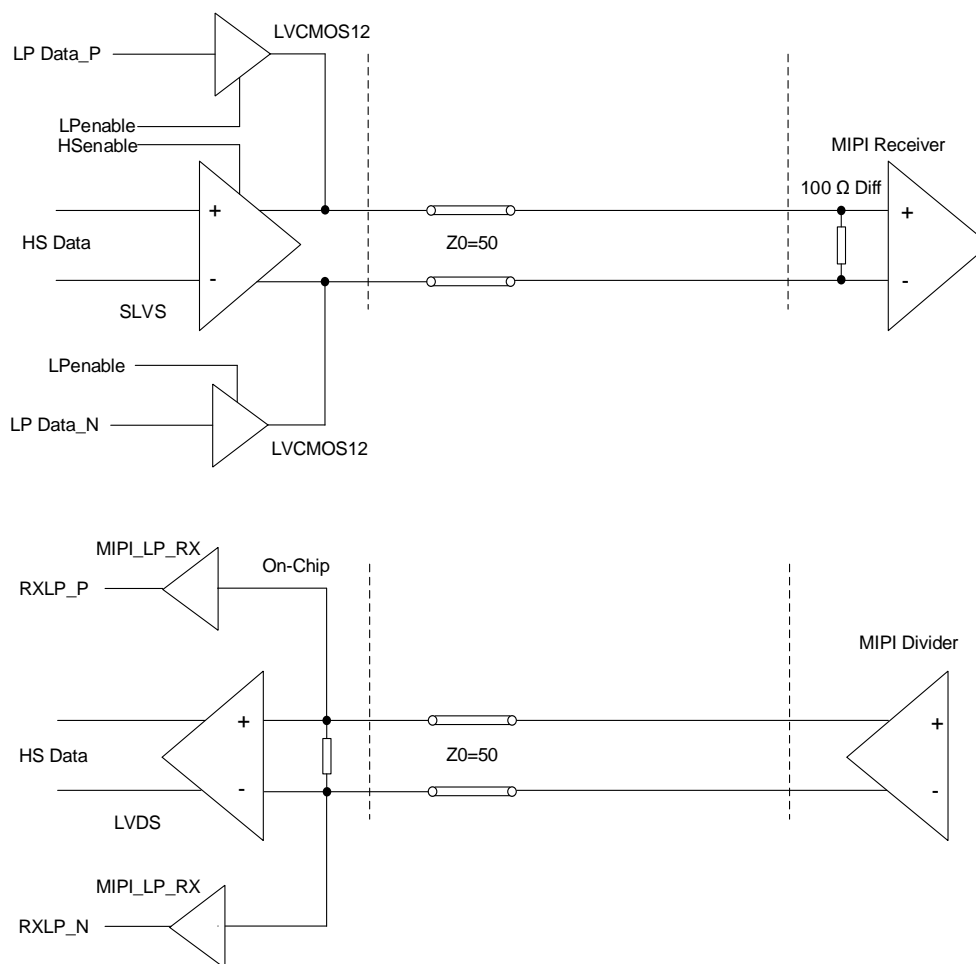 LVCMOS12
LP Data_P
LPenable
HSenable
MIPI Receiver
100 Ω Diff
+
+
HS Data
Z0=50
-
-
SLVS
LPenable
LP Data_N
LVCMOS12
MIPI_LP_RX
On-Chip
RXLP_P
MIPI Divider
+
+
HS Data
Z0=50
-
-
LVDS
MIPI_LP_RX
RXLP_N